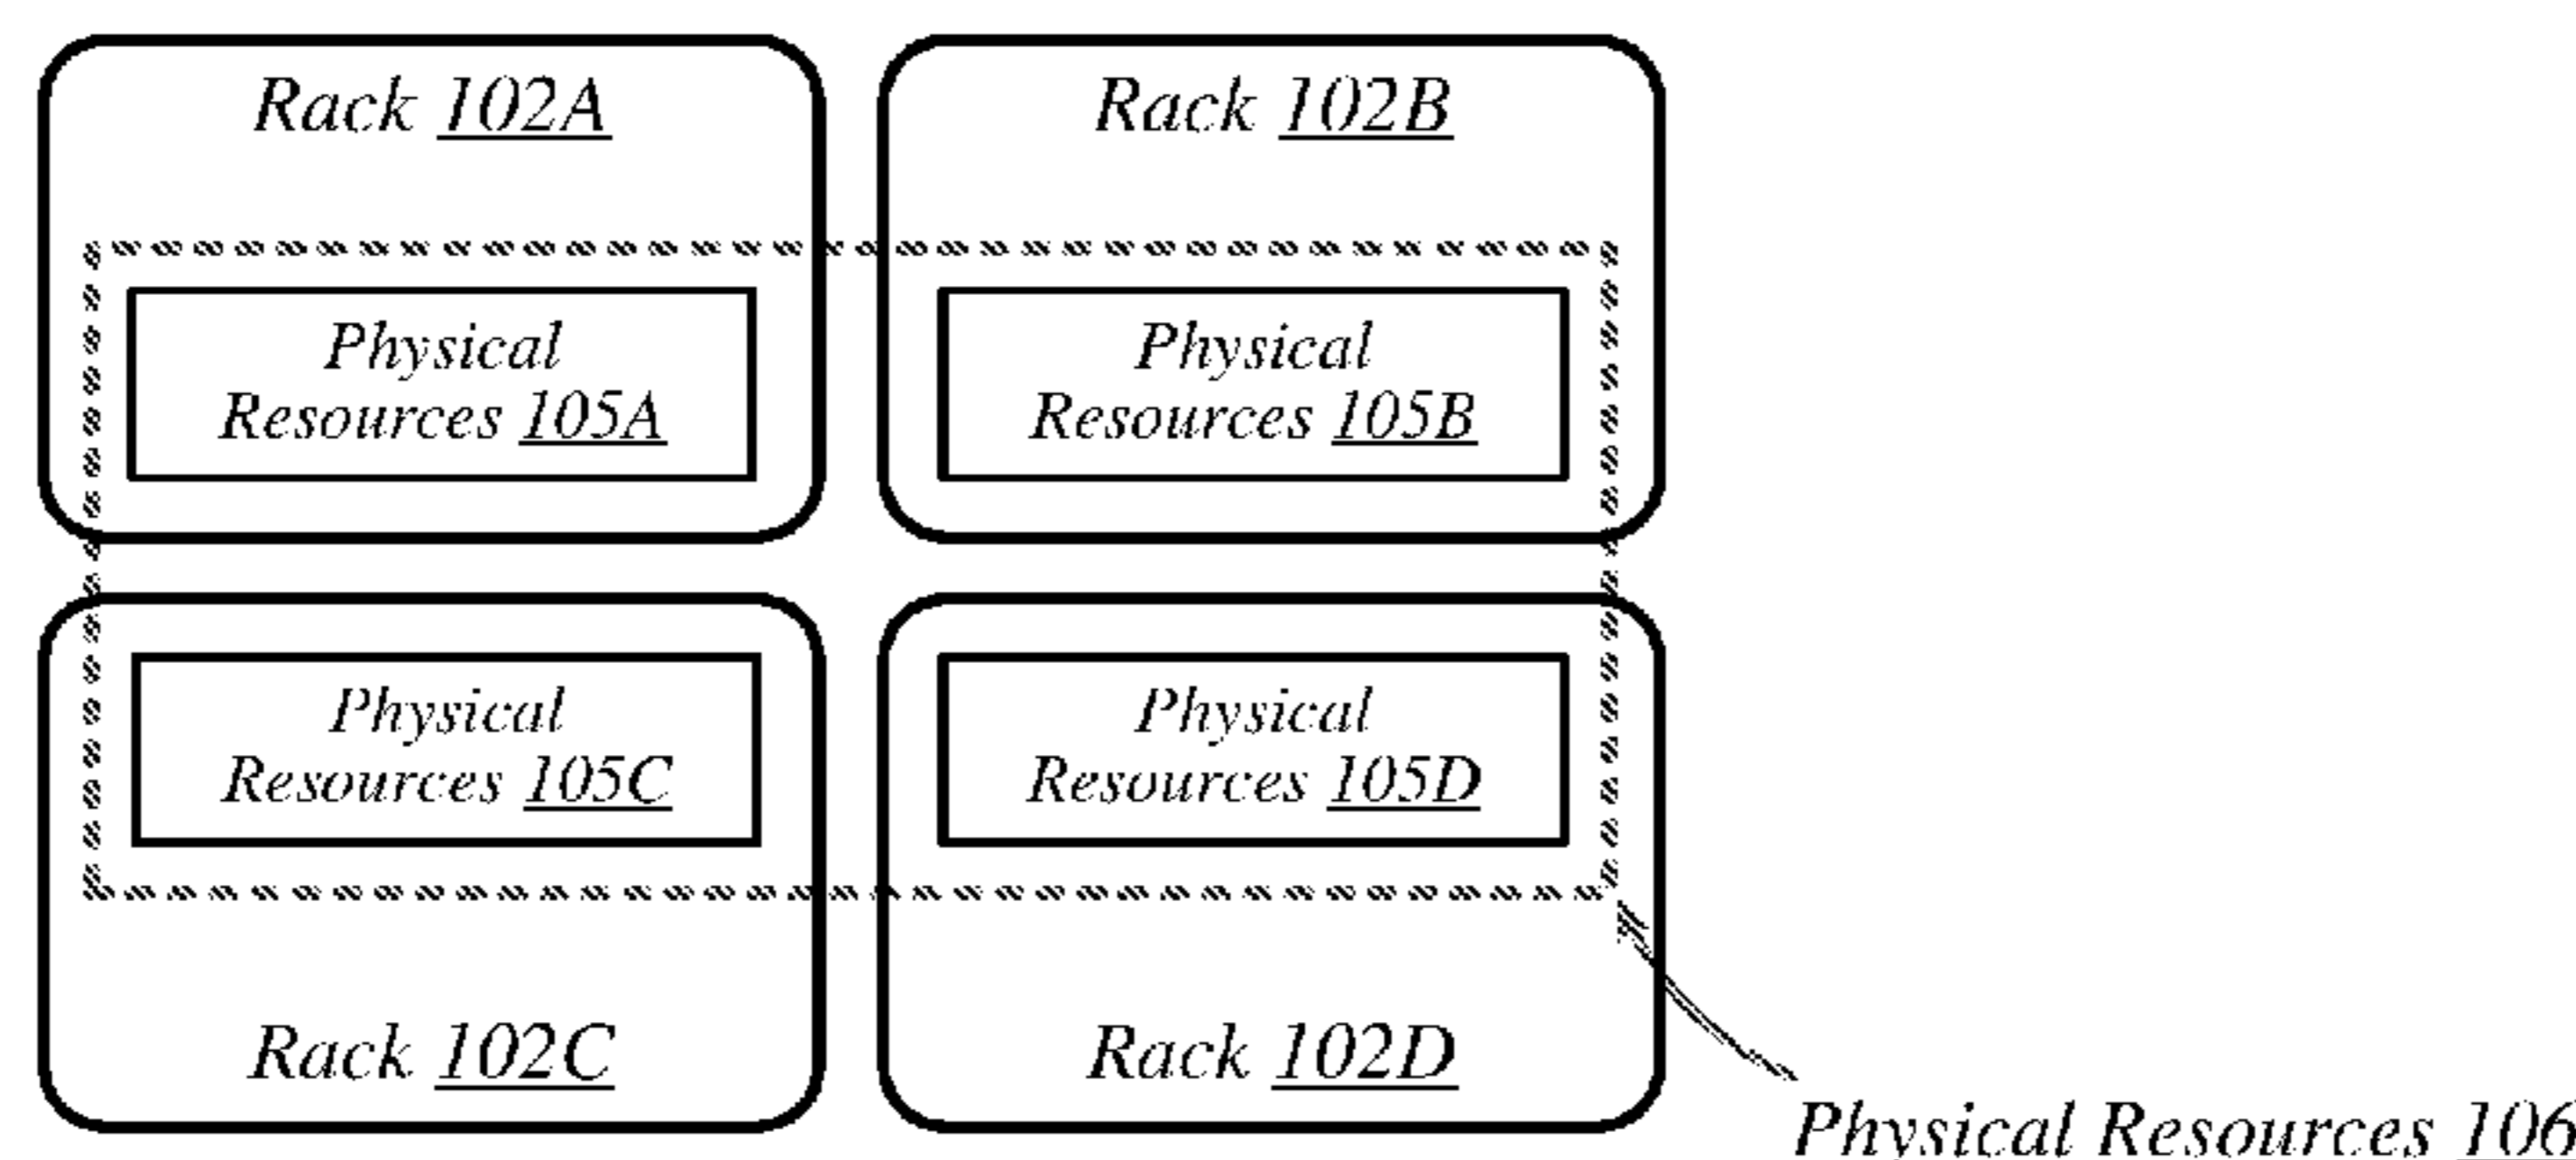 Rack 102A
Rack 102B
Physical
Resources 105A
Physical
Resources 105B
Physical
Resources 105C
Physical
Resources 105D
Rack 102C
Rack 102D
Physical Resources 106